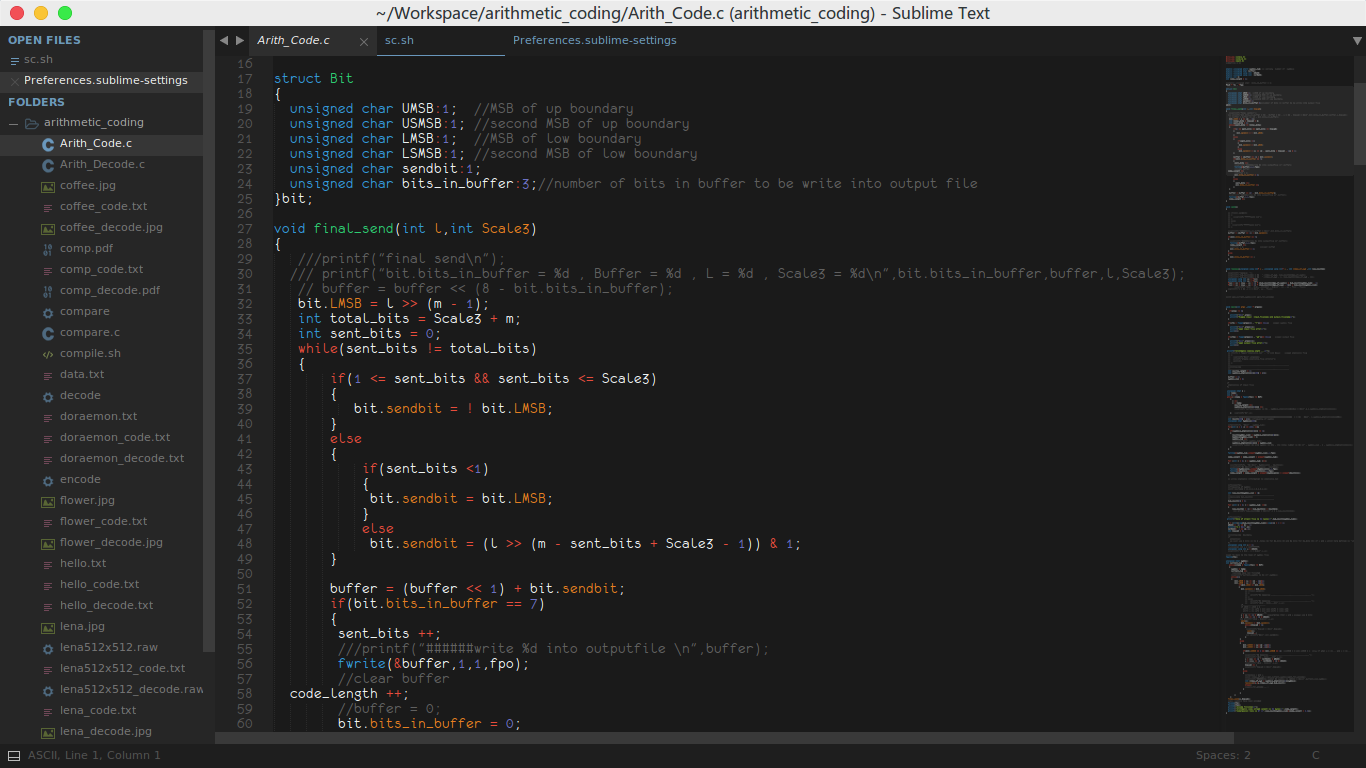 ~/Workspace/arithmetic_coding/Arith_Code.c (arithmetic_coding) - Sublime Text
OPEN FILES
sc.sh
Preferences.sublime-settings
FOLDERS
arithmetic_coding
Arith_Code.c
Arith_Decode.c
coffee.jpg
coffee_code.txt
coffee_decode.jpg
comp.pdf
comp_code.txt
comp_decode.pdf
compare
compare.c
compile.sh
data.txt
decode
doraemon.txt
doraemon_code.txt
doraemon_decode.txt
encode
flower.jpg
flower_code.txt
flower_decode.jpg
hello.txt
hello_code.txt
hello_decode.txt
lena.jpg
lena512x512.raw
lena512x512_code.txt
lena512x512_decode.raw
lena_code.txt
lena_decode.jpg
Arith_Code.c
sc.sh
Preferences.sublime-settings
16
17 struct Bit
18 {
19 unsigned char UMSB:1; //MSB of up boundary
20 unsigned char USMSB:1; //second MSB of up boundary
21 unsigned char LMSB:1; //MSB of low boundary
22 unsigned char LSMSB:1; //second MSB of low boundary
23 unsigned char sendbit:1;
24 unsigned char bits_in_buffer:3;//number of bits in buffer to be write into output file
25 }bit;
26
27 void final_send(int l,int Scale3)
28 {
29 ///printf("final send\n");
30 /// printf("bit.bits_in_buffer = %d , Buffer = %d , L = %d , Scale3 = %d\n",bit.bits_in_buffer,buffer,l,Scale3);
31 // buffer = buffer << (8 - bit.bits_in_buffer);
32 bit.LMSB = l >> (m - 1);
33 int total_bits = Scale3 + m;
34 int sent_bits = 0;
35 while(sent_bits != total_bits)
36 {
37 if(1 <= sent_bits && sent_bits <= Scale3)
38 {
39 bit.sendbit = ! bit.LMSB;
40 }
41 else
42 {
43 if(sent_bits <1)
44 {
45 bit.sendbit = bit.LMSB;
46 }
47 else
48 bit.sendbit = (l >> (m - sent_bits + Scale3 - 1)) & 1;
49 }
50
51 buffer = (buffer << 1) + bit.sendbit;
52 if(bit.bits_in_buffer == 7)
53 {
54 sent_bits ++;
55 ///printf("######write %d into outputfile \n",buffer);
56 fwrite(&buffer,1,1,fpo);
57 //clear buffer
58 code_length ++;
59 //buffer = 0;
60 bit.bits_in_buffer = 0;
ASCII, Line 1, Column 1
Spaces: 2
C